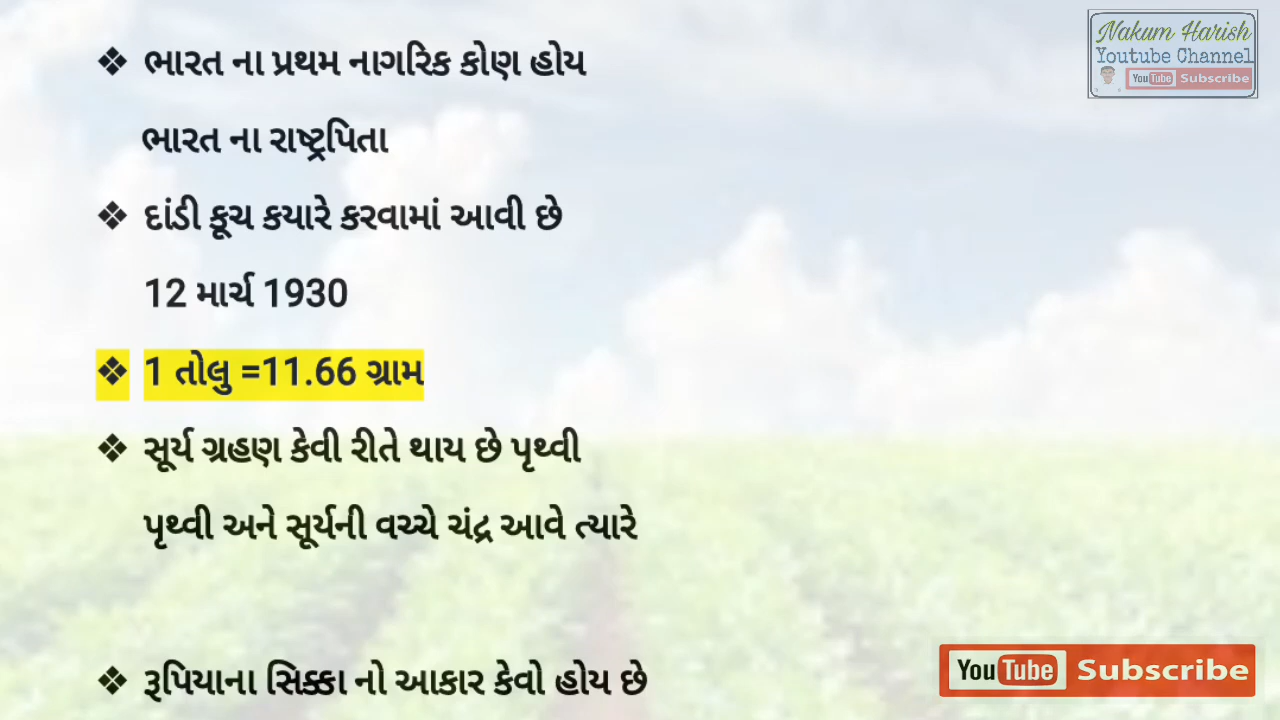 ❖ ભારત ના પ્રથમ નાગરિક કોણ હોય
ભારત ના રાષ્ટ્રપિતા
❖ દાંડી કૂચ કયારે કરવામાં આવી છે
12 માર્ચ 1930
❖ 1 તોલુ =11.66 ગ્રામ
❖ સૂર્ય ગ્રહણ કેવી રીતે થાય છે પૃથ્વી
પૃથ્વી અને સૂર્યની વચ્ચે ચંદ્ર આવે ત્યારે
❖ રૂપિયાના સિક્કા નો આકાર કેવો હોય છે
Nakum Harish
Youtube Channel
YouTube Subscribe
YouTube Subscribe